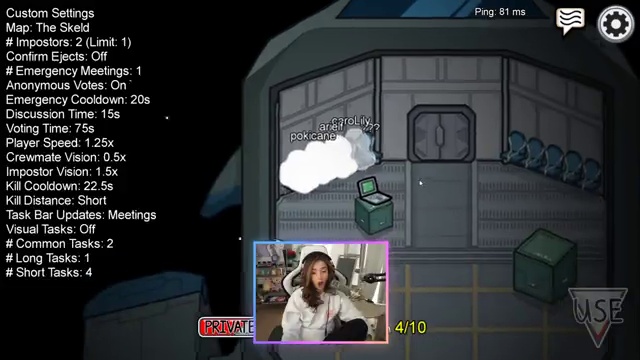 Custom Settings
Map: The Skeld
# Impostors: 2 (Limit: 1)
Confirm Ejects: Off
# Emergency Meetings: 1
Anonymous Votes: On
Emergency Cooldown: 20s
Discussion Time: 15s
Voting Time: 75s
Player Speed: 1.25x
Crewmate Vision: 0.5x
Impostor Vision: 1.5x
Kill Cooldown: 22.5s
Kill Distance: Short
Task Bar Updates: Meetings
Visual Tasks: Off
# Common Tasks: 2
# Long Tasks: 1
# Short Tasks: 4
Ping: 81 ms
caroLily
???
pokicane
PRIVATE
4/10
USE